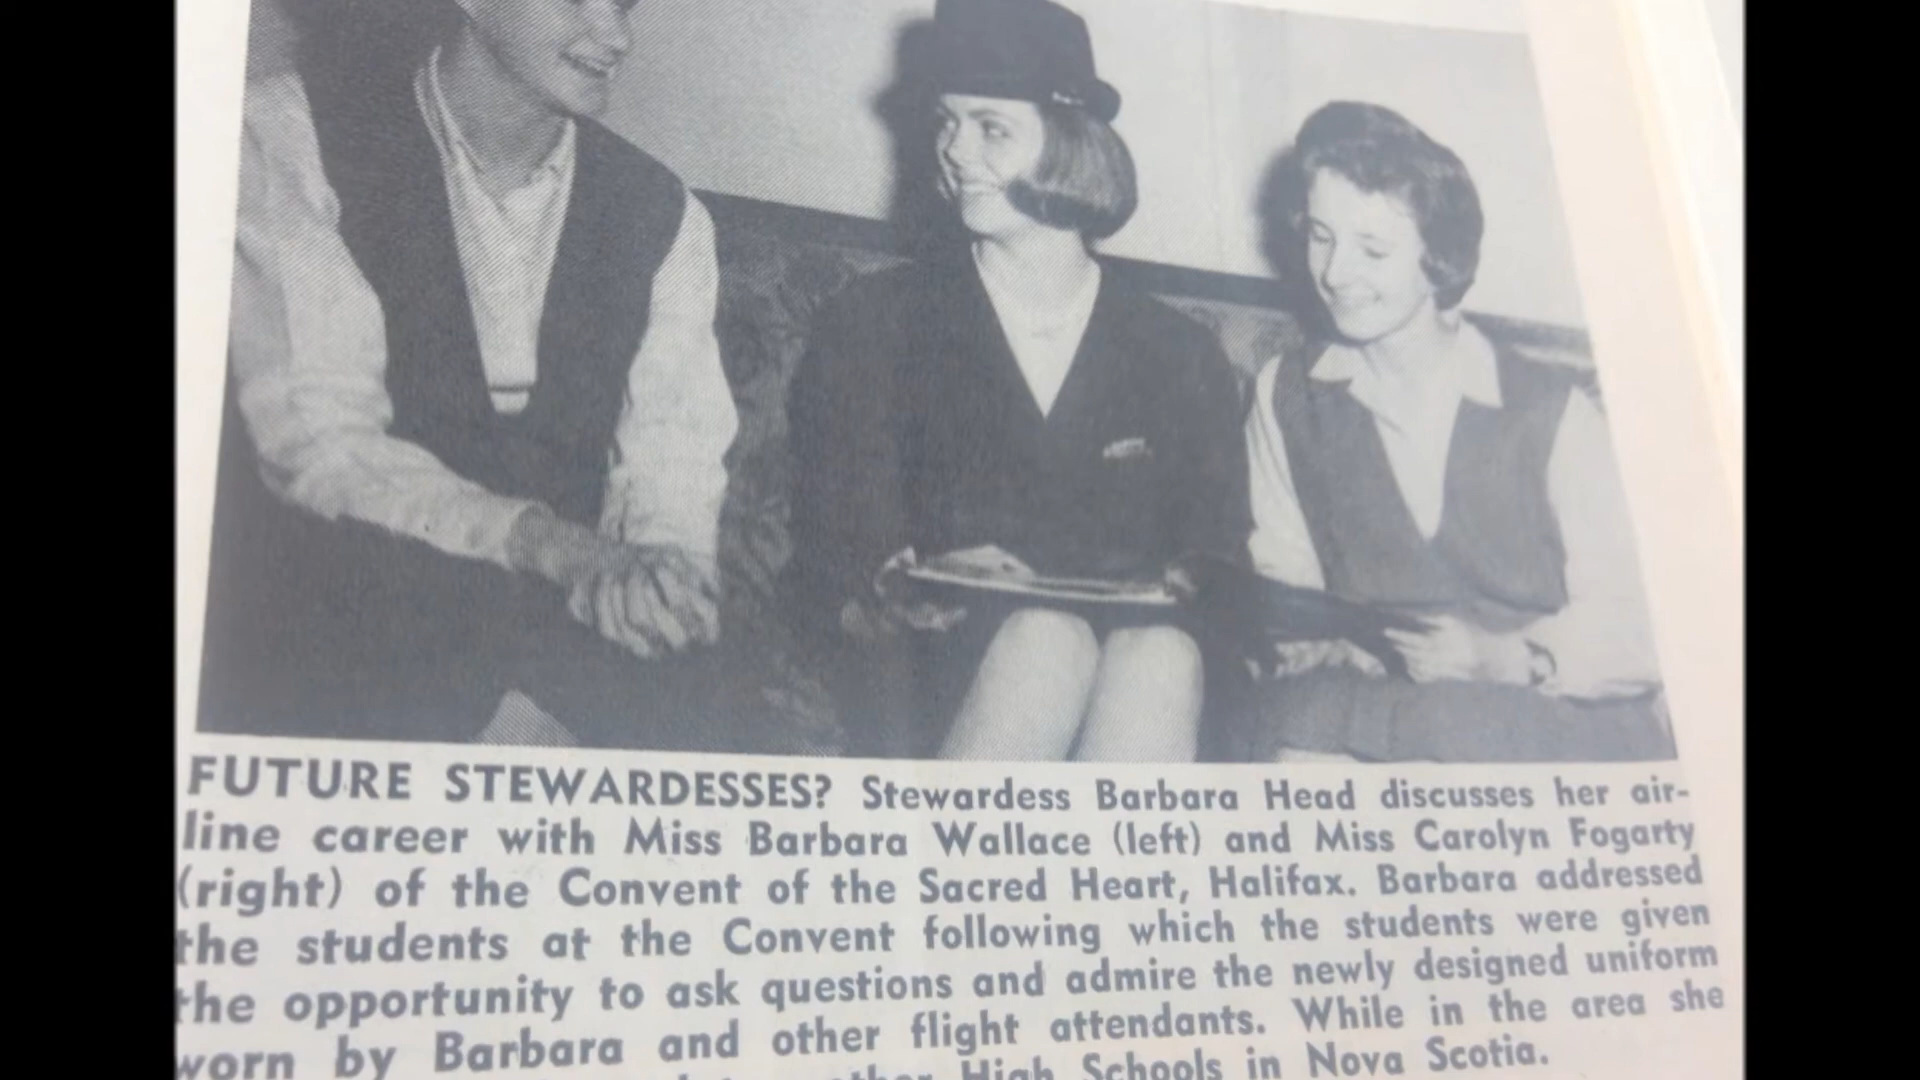 FUTURE STEWARDESSES? Stewardess Barbara Head discusses her air-
line career with Miss Barbara Wallace (left) and Miss Carolyn Fogarty
(right) of the Convent of the Sacred Heart, Halifax. Barbara addressed
the students at the Convent following which the students were given
the opportunity to ask questions and admire the newly designed uniform
worn by Barbara and other flight attendants. While in the area she
other High Schools in Nova Scotia.